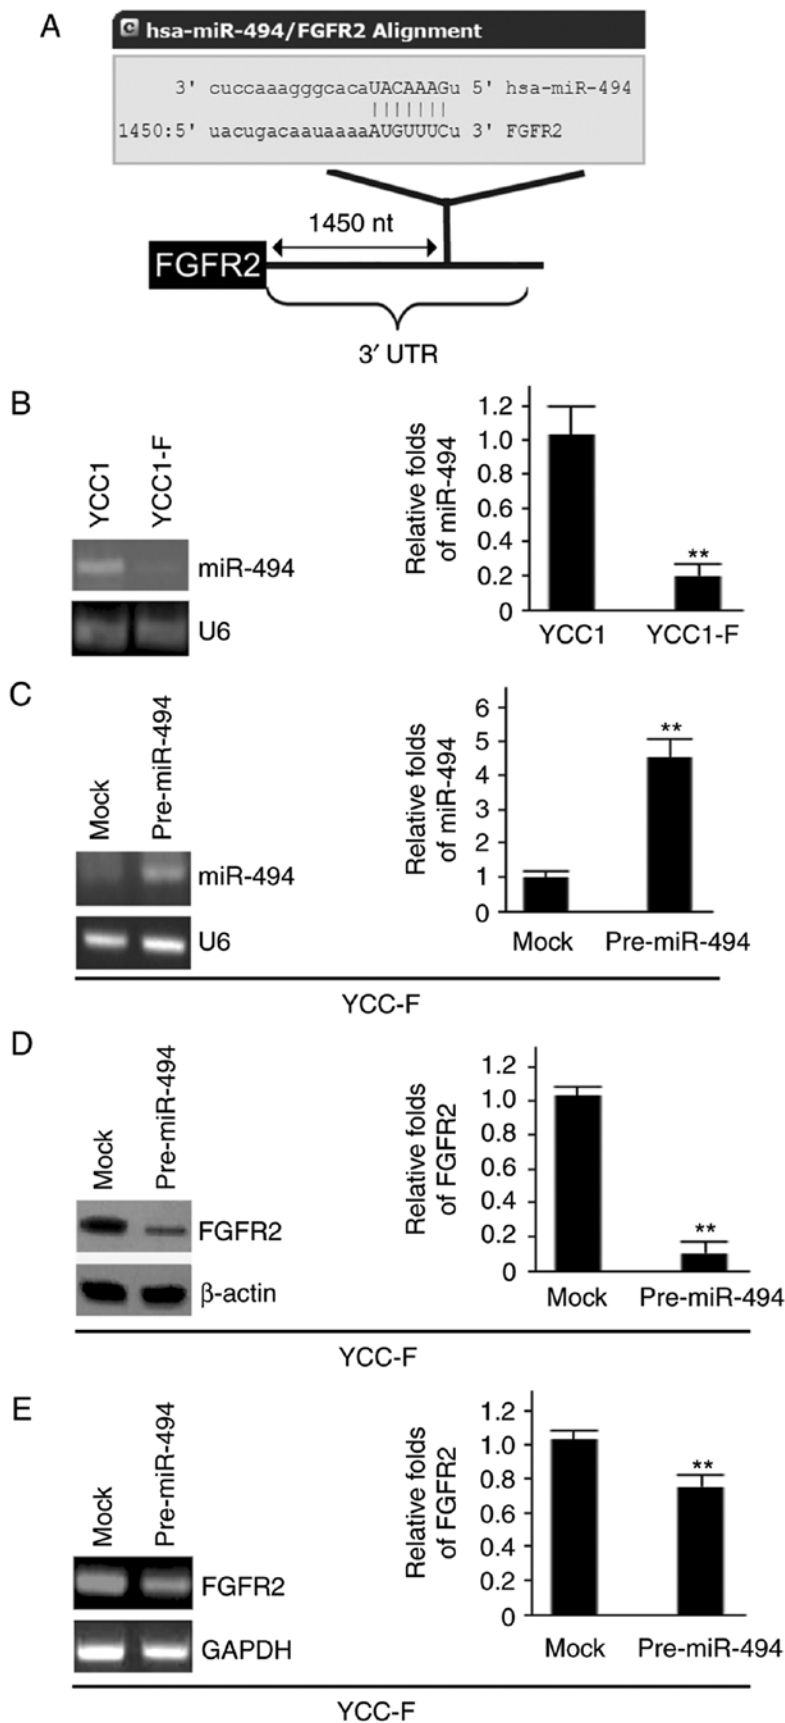 A
C hsa-miR-494/FGFR2 Alignment
3' cuccaaagggcacaUACAAAGu 5' hsa-miR-494
|||||||
1450:5' uacugacaauaaaaAUGUUUCu 3' FGFR2
1450 nt
FGFR2
3′ UTR
B
YCC1
YCC1-F
miR-494
U6
Relative folds
of miR-494
1.2
1.0
0.8
0.6
0.4
0.2
0
**
YCC1
YCC1-F
C
Mock
Pre-miR-494
miR-494
U6
Relative folds
of miR-494
6
5
4
3
2
1
0
**
Mock
Pre-miR-494
YCC-F
D
Mock
Pre-miR-494
FGFR2
β-actin
Relative folds
of FGFR2
1.2
1.0
0.8
0.6
0.4
0.2
0
**
Mock
Pre-miR-494
YCC-F
E
Mock
Pre-miR-494
FGFR2
GAPDH
Relative folds
of FGFR2
1.2
1.0
0.8
0.6
0.4
0.2
0
**
Mock
Pre-miR-494
YCC-F